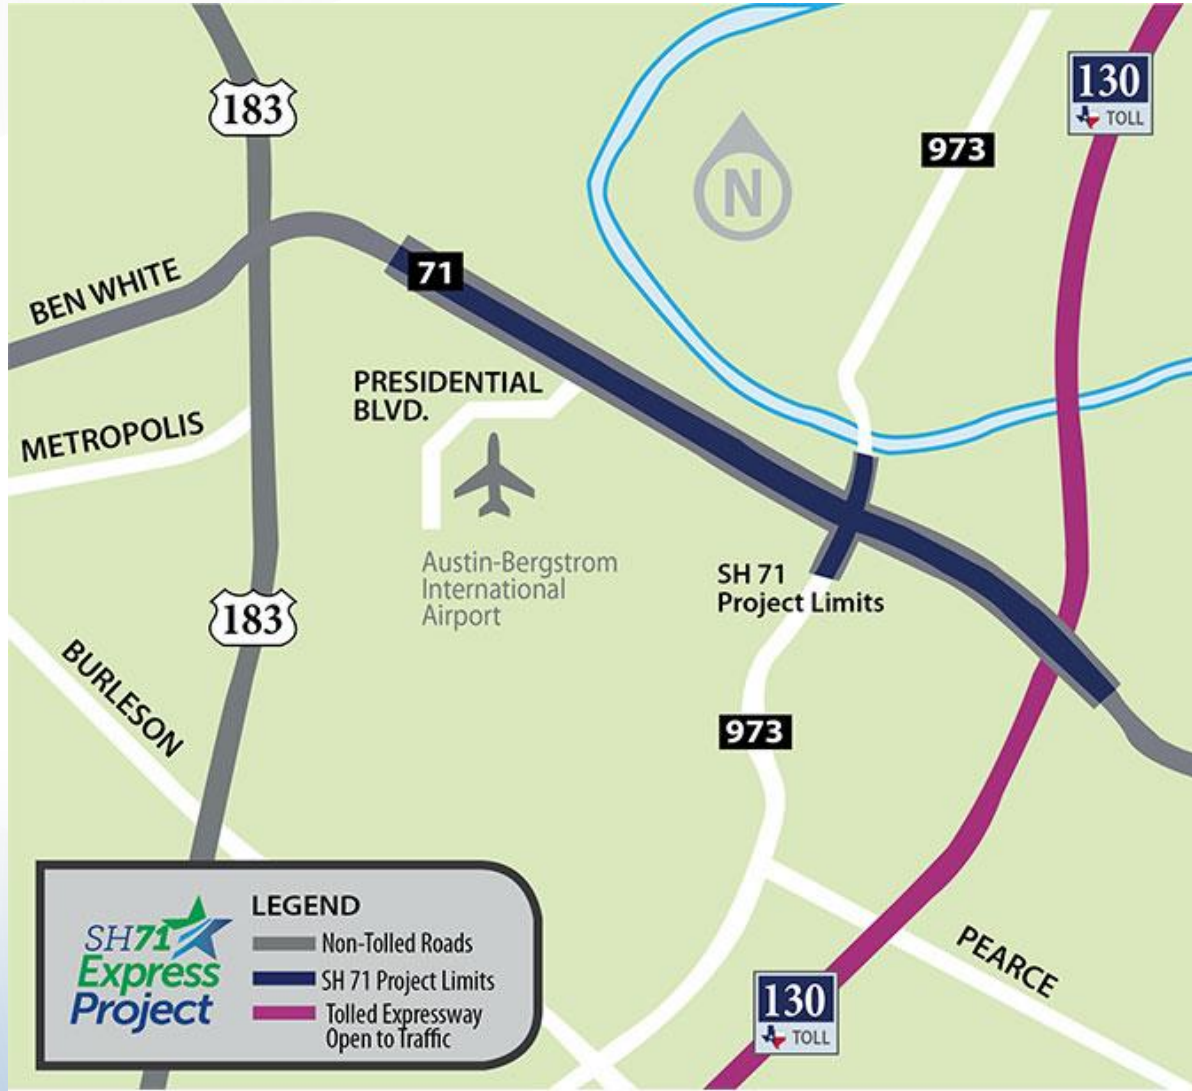 183
130
TOLL
973
N
71
BEN WHITE
PRESIDENTIAL
BLVD.
METROPOLIS
Austin-Bergstrom
International
Airport
SH 71
Project Limits
183
BURLESON
973
PEARCE
130
TOLL
LEGEND
Non-Tolled Roads
SH 71 Project Limits
Tolled Expressway
Open to Traffic
SH71
Express
Project